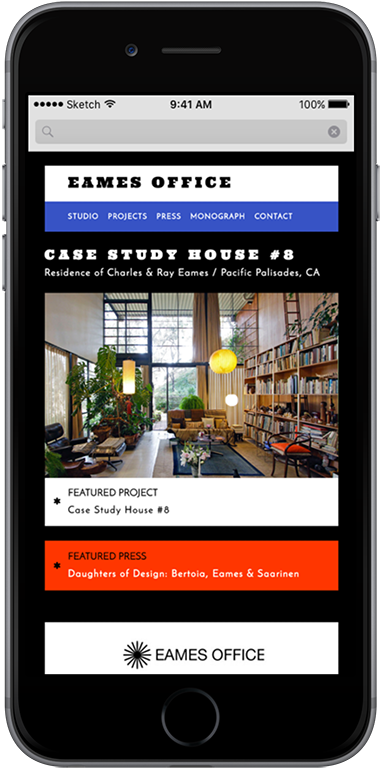 Sketch 9:41 AM 100%
EAMES OFFICE
STUDIO PROJECTS PRESS MONOGRAPH CONTACT
CASE STUDY HOUSE #8
Residence of Charles & Ray Eames / Pacific Palisades, CA
* FEATURED PROJECT
Case Study House #8
* FEATURED PRESS
Daughters of Design: Bertoia, Eames & Saarinen
EAMES OFFICE